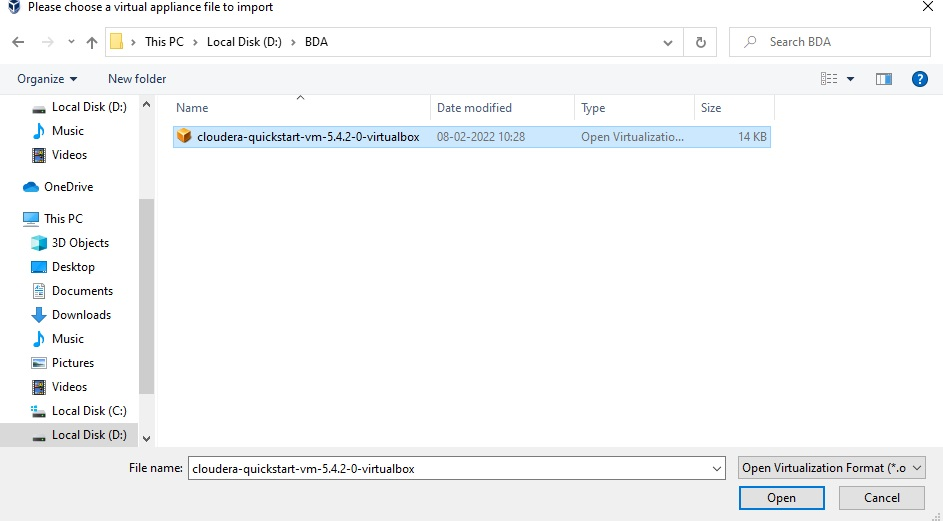 Please choose a virtual appliance file to import
This PC > Local Disk (D:) > BDA
Search BDA
Organize
New folder
?
Name
Date modified
Type
Size
cloudera-quickstart-vm-5.4.2-0-virtualbox
08-02-2022 10:28
Open Virtualizatio...
14 KB
Local Disk (D:)
Music
Videos
OneDrive
This PC
3D Objects
Desktop
Documents
Downloads
Music
Pictures
Videos
Local Disk (C:)
Local Disk (D:)
File name:
cloudera-quickstart-vm-5.4.2-0-virtualbox
Open Virtualization Format (*.o
Open
Cancel